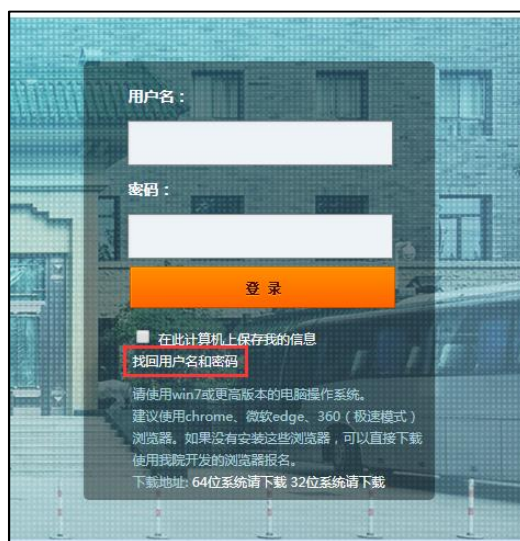 用户名：
密码：
登 录
在此计算机上保存我的信息
找回用户名和密码
请使用win7或更高版本的电脑操作系统。
建议使用chrome、微软edge、360（极速模式）
浏览器。如果没有安装这些浏览器，可以直接下载
使用我院开发的浏览器报名。
下载地址: 64位系统请下载 32位系统请下载